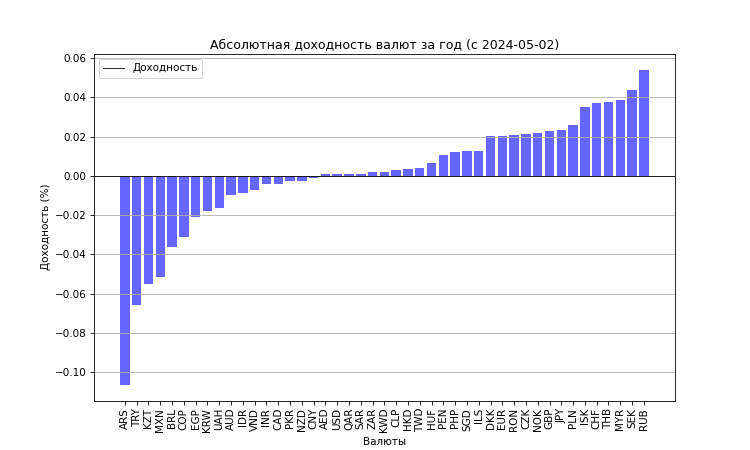 Абсолютная доходность валют за год (с 2024-05-02)
Доходность
0.06
0.04
0.02
0.00
−0.02
−0.04
−0.06
−0.08
−0.10
Доходность (%)
ARS TRY KZT MXN BRL COP EGP KRW UAH AUD IDR VND INR CAD PKR NZD CNY AED USD QAR SAR ZAR KWD CLP HKD TWD HUF PEN PHP SGD ILS DKK EUR RON CZK NOK GBP JPY PLN ISK CHF THB MYR SEK RUB
Валюты